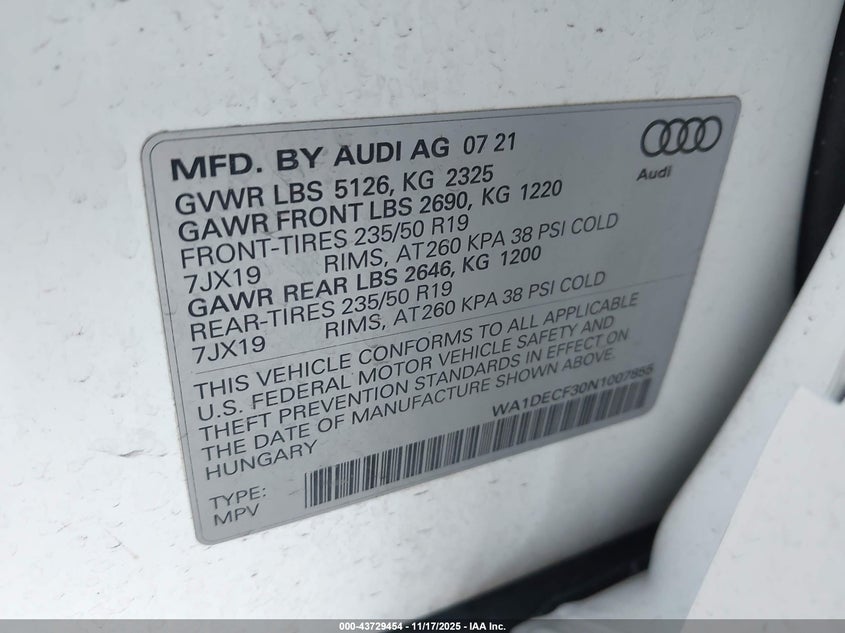 MFD. BY AUDI AG 07 21
Audi
GVWR LBS 5126, KG 2325
GAWR FRONT LBS 2690, KG 1220
FRONT-TIRES 235/50 R19
7JX19 RIMS, AT260 KPA 38 PSI COLD
GAWR REAR LBS 2646, KG 1200
REAR-TIRES 235/50 R19
7JX19 RIMS, AT260 KPA 38 PSI COLD
THIS VEHICLE CONFORMS TO ALL APPLICABLE
U.S. FEDERAL MOTOR VEHICLE SAFETY AND
THEFT PREVENTION STANDARDS IN EFFECT ON
THE DATE OF MANUFACTURE SHOWN ABOVE.
HUNGARY
WA1DECF30N1007855
TYPE:
MPV
000-43729454 - 11/17/2025 - IAA Inc.